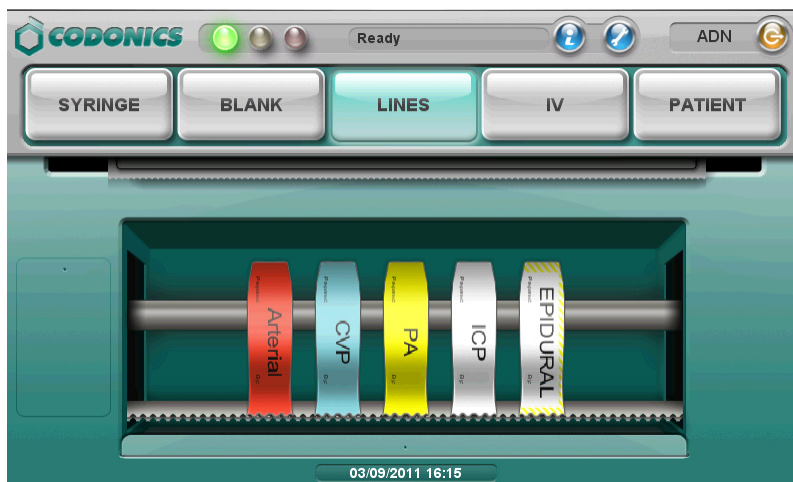 CODONICS
Ready
ADN
SYRINGE
BLANK
LINES
IV
PATIENT
Arterial
CVP
PA
ICP
EPIDURAL
03/09/2011 16:15